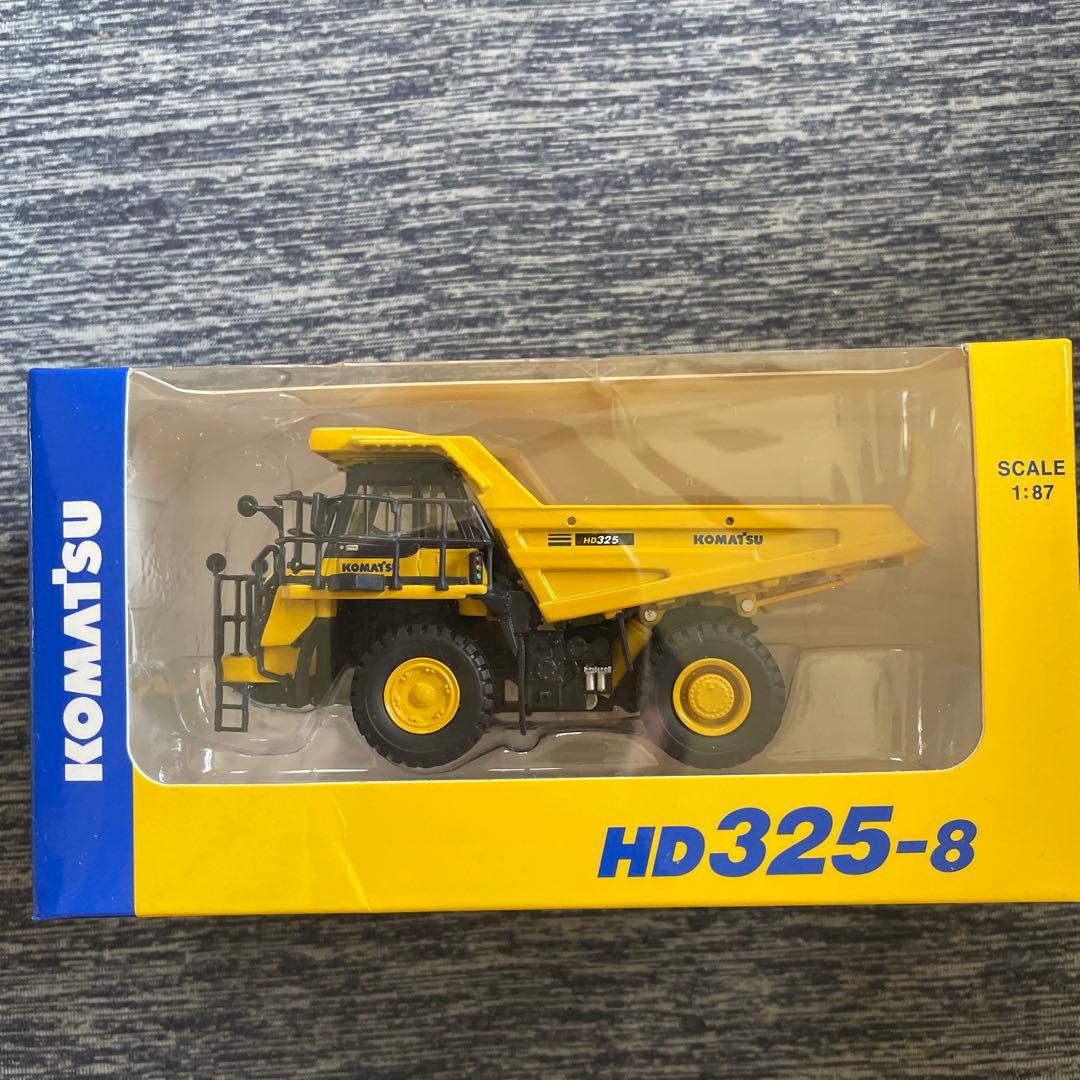 KOMATSU
SCALE
1:87
HD325
KOMATSU
KOMATSU
HD325-8